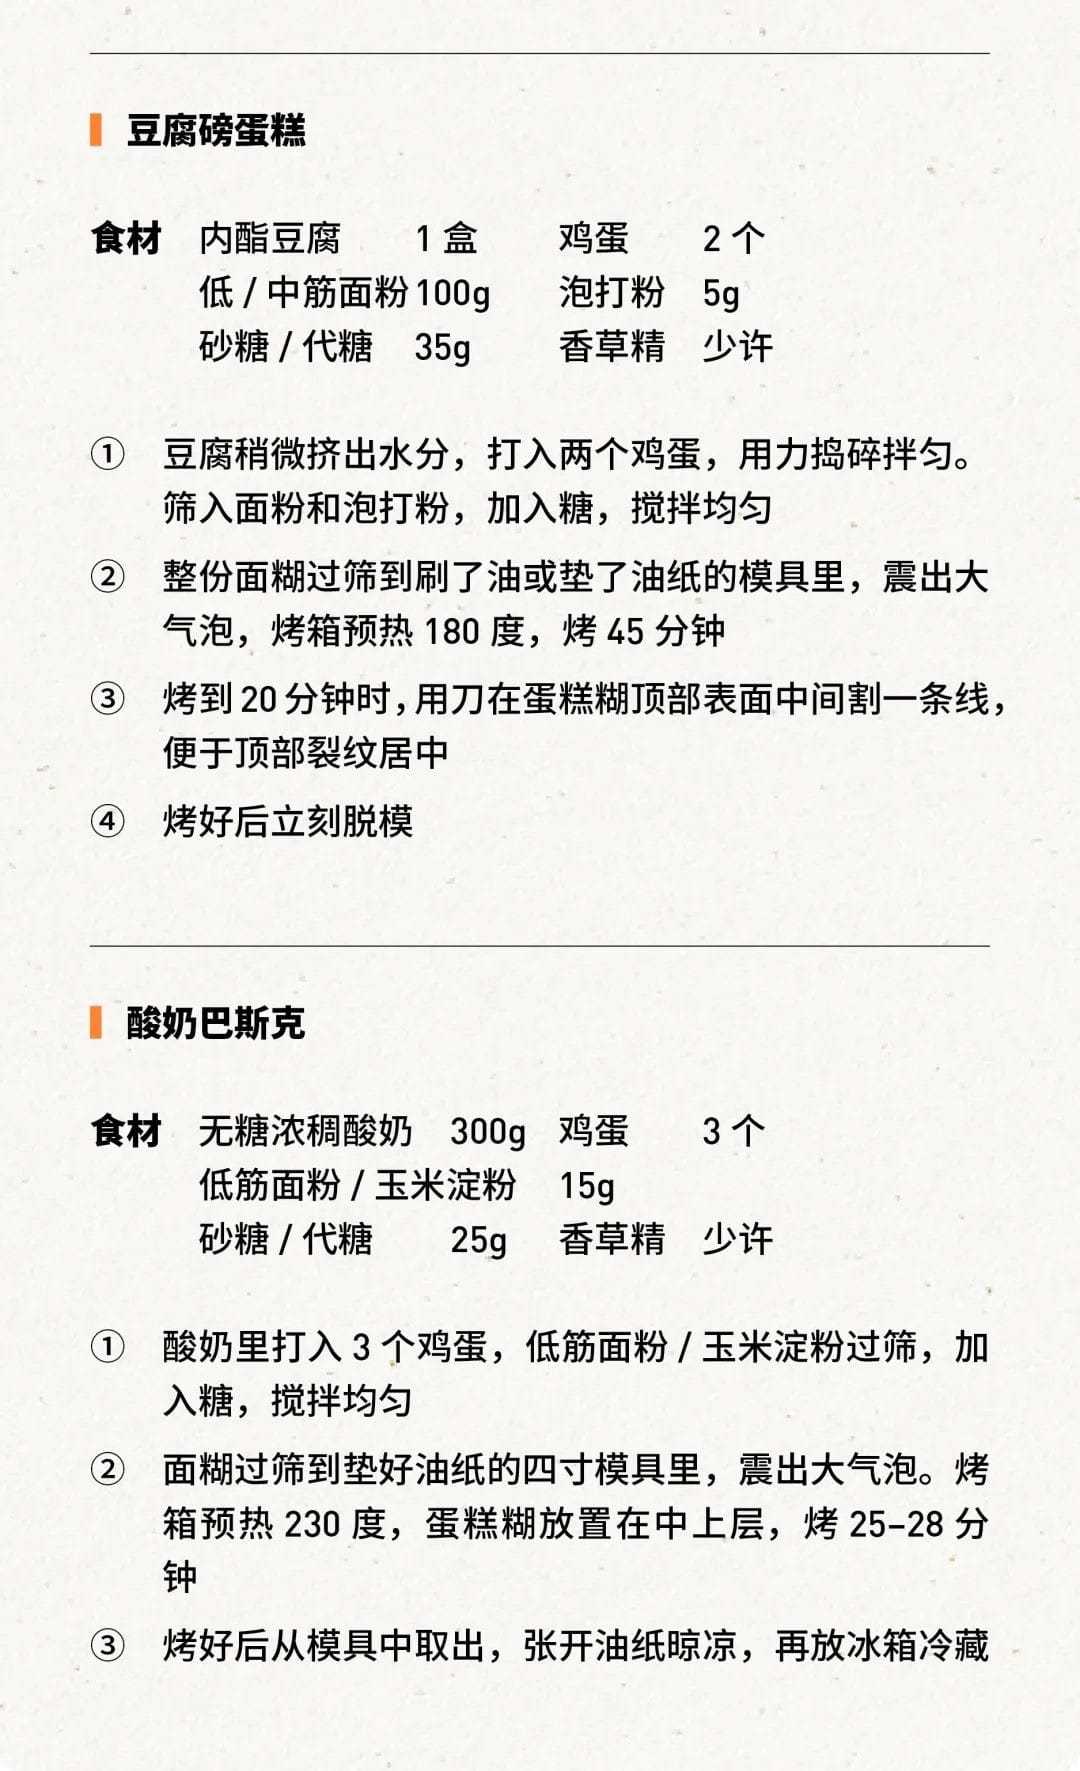 豆腐磅蛋糕
食材 内酯豆腐 1 盒 鸡蛋 2 个
低 / 中筋面粉 100g 泡打粉 5g
砂糖 / 代糖 35g 香草精 少许
① 豆腐稍微挤出水分，打入两个鸡蛋，用力捣碎拌匀。
筛入面粉和泡打粉，加入糖，搅拌均匀
② 整份面糊过筛到刷了油或垫了油纸的模具里，震出大
气泡，烤箱预热 180 度，烤 45 分钟
③ 烤到 20 分钟时，用刀在蛋糕糊顶部表面中间割一条线，
便于顶部裂纹居中
④ 烤好后立刻脱模
酸奶巴斯克
食材 无糖浓稠酸奶 300g 鸡蛋 3 个
低筋面粉 / 玉米淀粉 15g
砂糖 / 代糖 25g 香草精 少许
① 酸奶里打入 3 个鸡蛋，低筋面粉 / 玉米淀粉过筛，加
入糖，搅拌均匀
② 面糊过筛到垫好油纸的四寸模具里，震出大气泡。烤
箱预热 230 度，蛋糕糊放置在中上层，烤 25–28 分
钟
③ 烤好后从模具中取出，张开油纸晾凉，再放冰箱冷藏